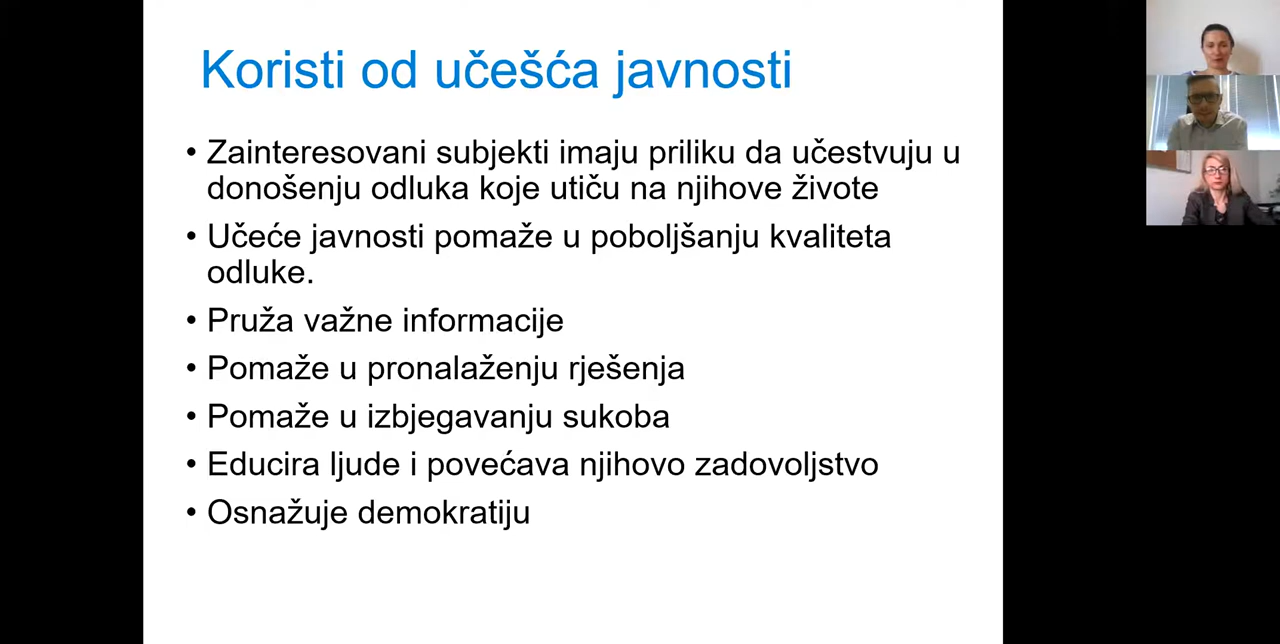 Koristi od učešća javnosti
• Zainteresovani subjekti imaju priliku da učestvuju u
donošenju odluka koje utiču na njihove živote
• Učeće javnosti pomaže u poboljšanju kvaliteta
odluke.
• Pruža važne informacije
• Pomaže u pronalaženju rješenja
• Pomaže u izbjegavanju sukoba
• Educira ljude i povećava njihovo zadovoljstvo
• Osnažuje demokratiju